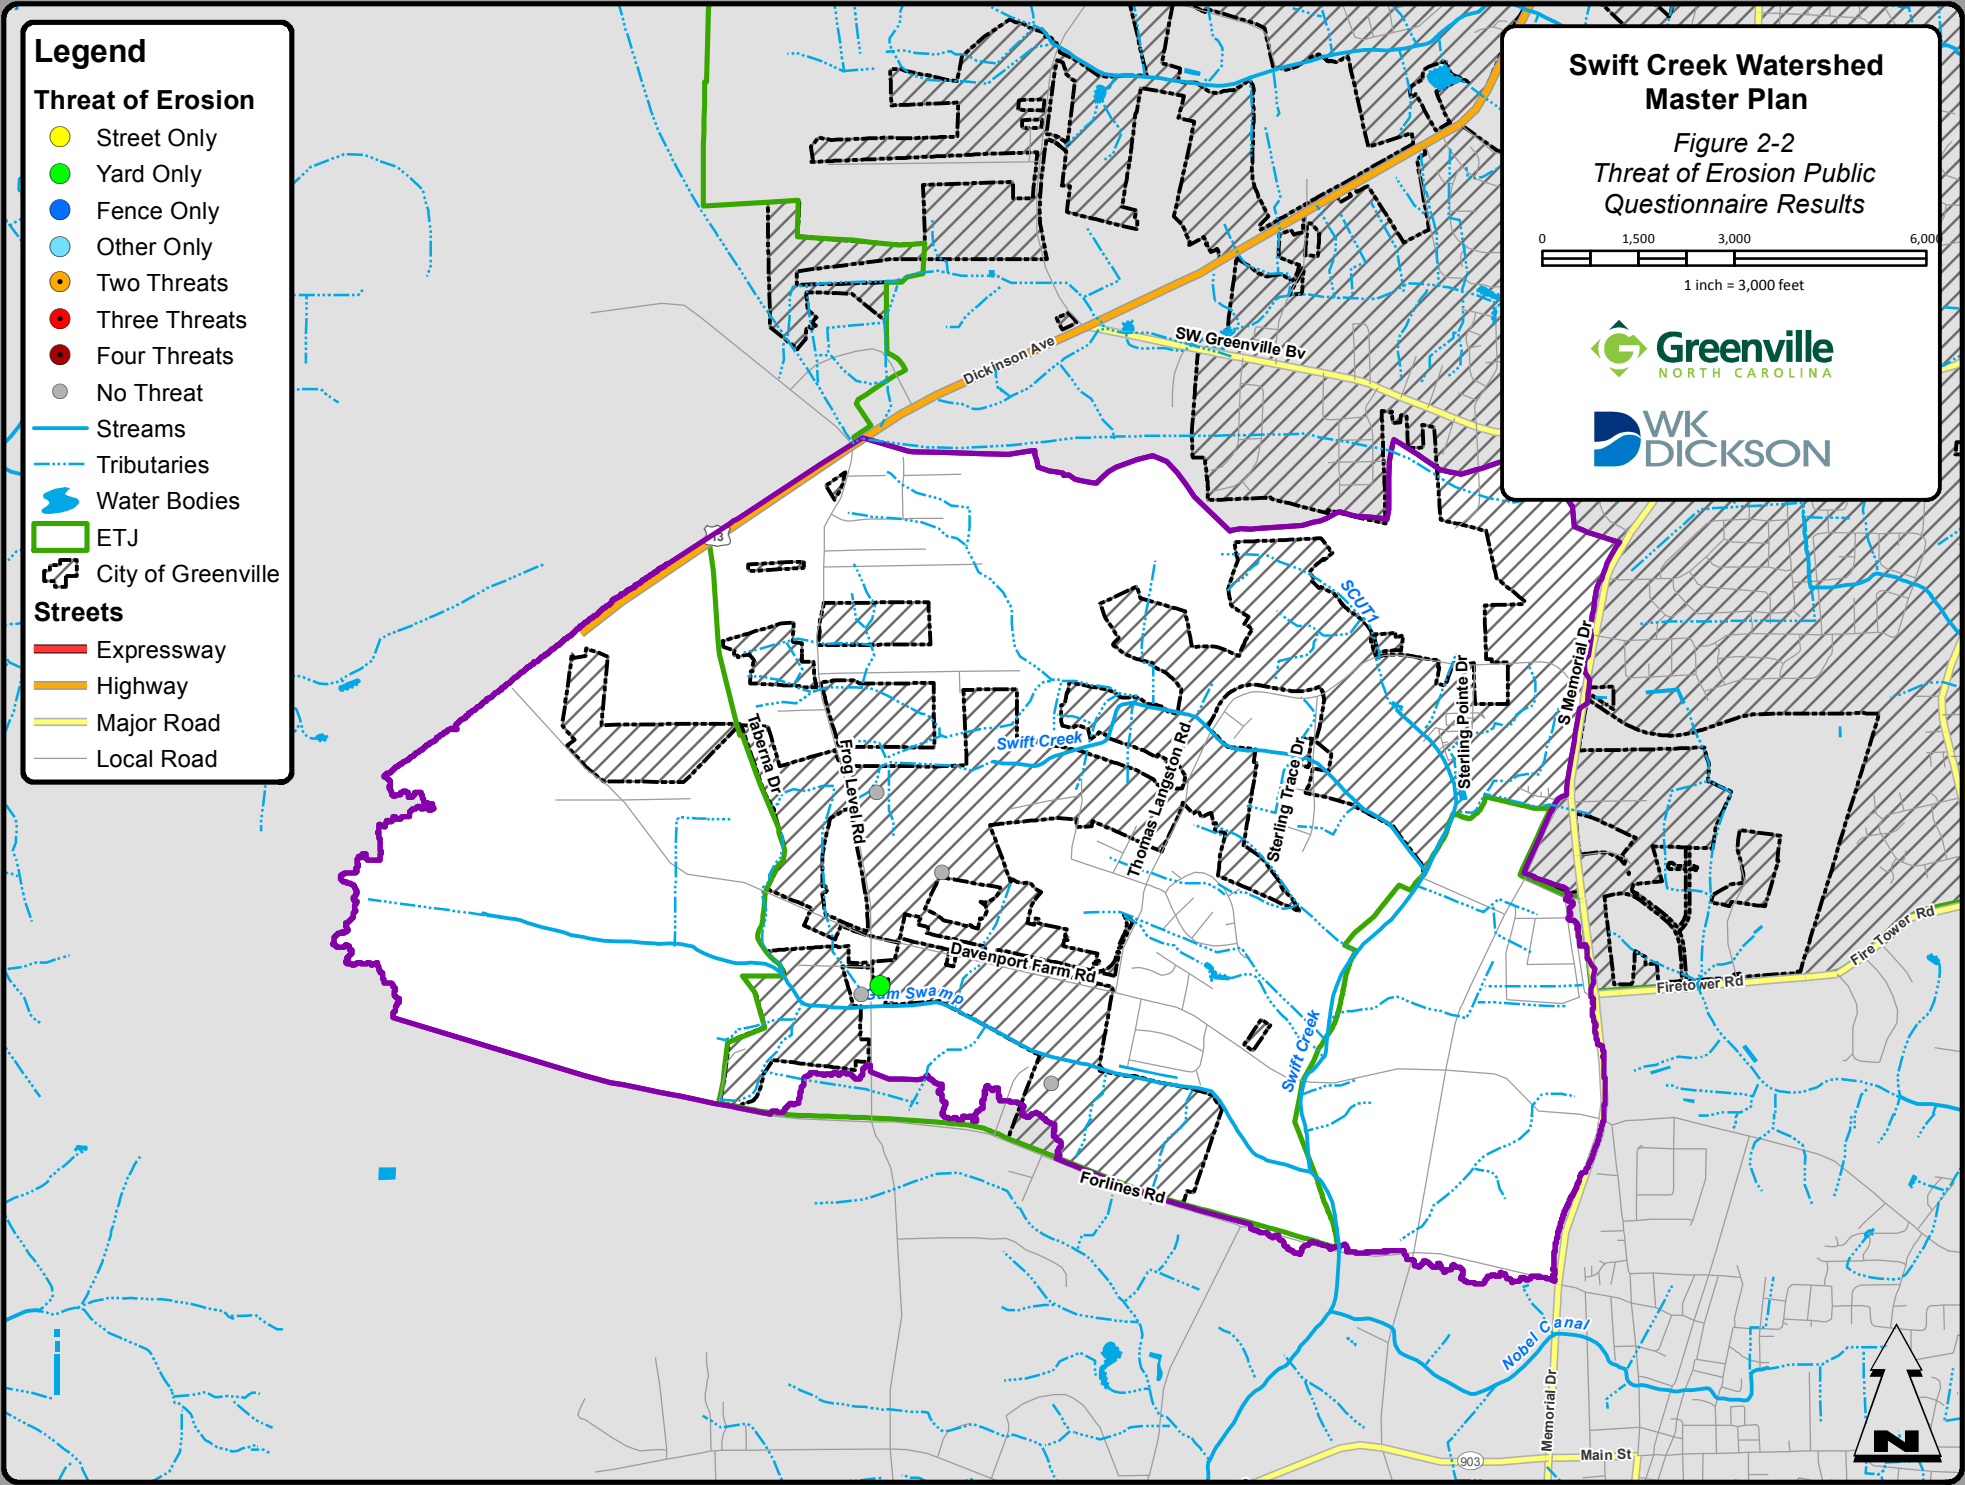 Legend
Threat of Erosion
Street Only
Yard Only
Fence Only
Other Only
Two Threats
Three Threats
Four Threats
No Threat
Streams
Tributaries
Water Bodies
ETJ
City of Greenville
Streets
Expressway
Highway
Major Road
Local Road
Swift Creek Watershed
Master Plan
Figure 2-2
Threat of Erosion Public
Questionnaire Results
0 1,500 3,000 6,000
1 inch = 3,000 feet
Greenville
NORTH CAROLINA
WK
DICKSON
SW Greenville Bv
Dickinson Ave
13
SCUT1
S Memorial Dr
Sterling Pointe Dr
Taberna Dr
Frog Level Rd
Swift Creek
Thomas Langston Rd
Sterling Trace Dr
Davenport Farm Rd
Gum Swamp
Fire Tower Rd
Firetower Rd
Swift Creek
Forlines Rd
Nobel Canal
Memorial Dr
903
Main St
N